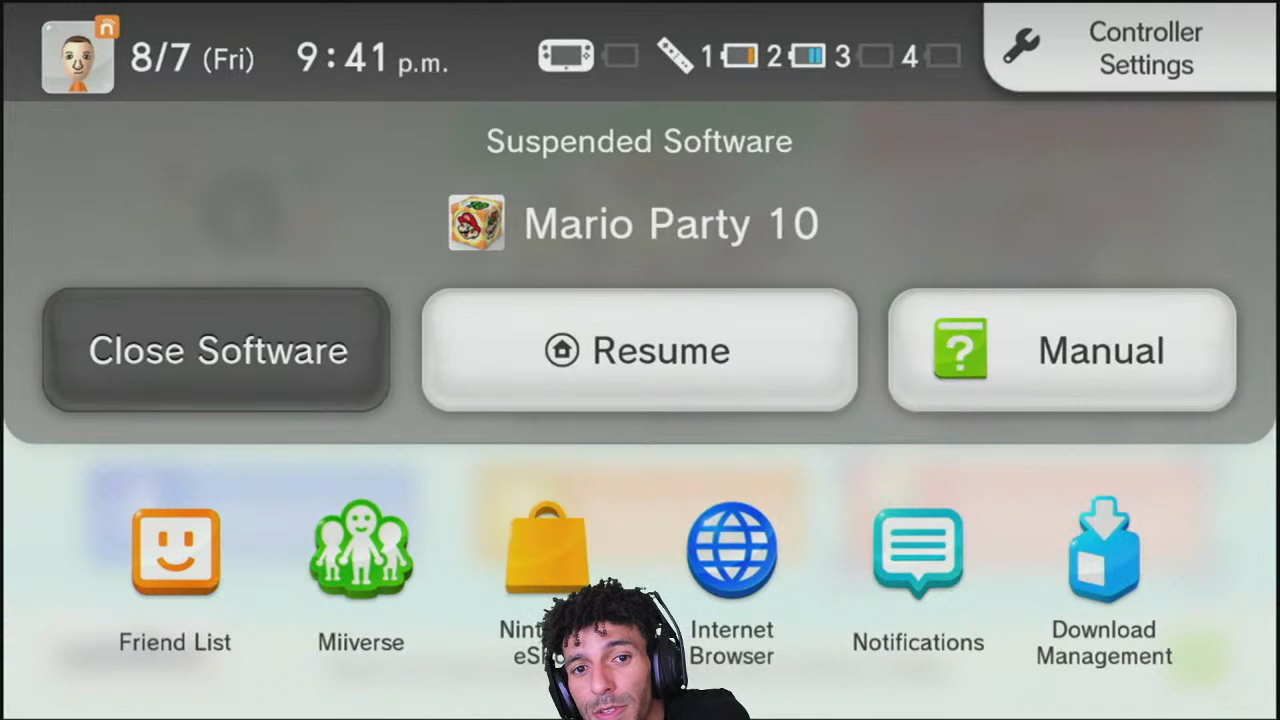 8/7 (Fri) 9:41 p.m. 1 2 3 4
Controller
Settings
Suspended Software
Mario Party 10
Close Software
Resume
Manual
Friend List
Miiverse
Internet
Browser
Notifications
Download
Management